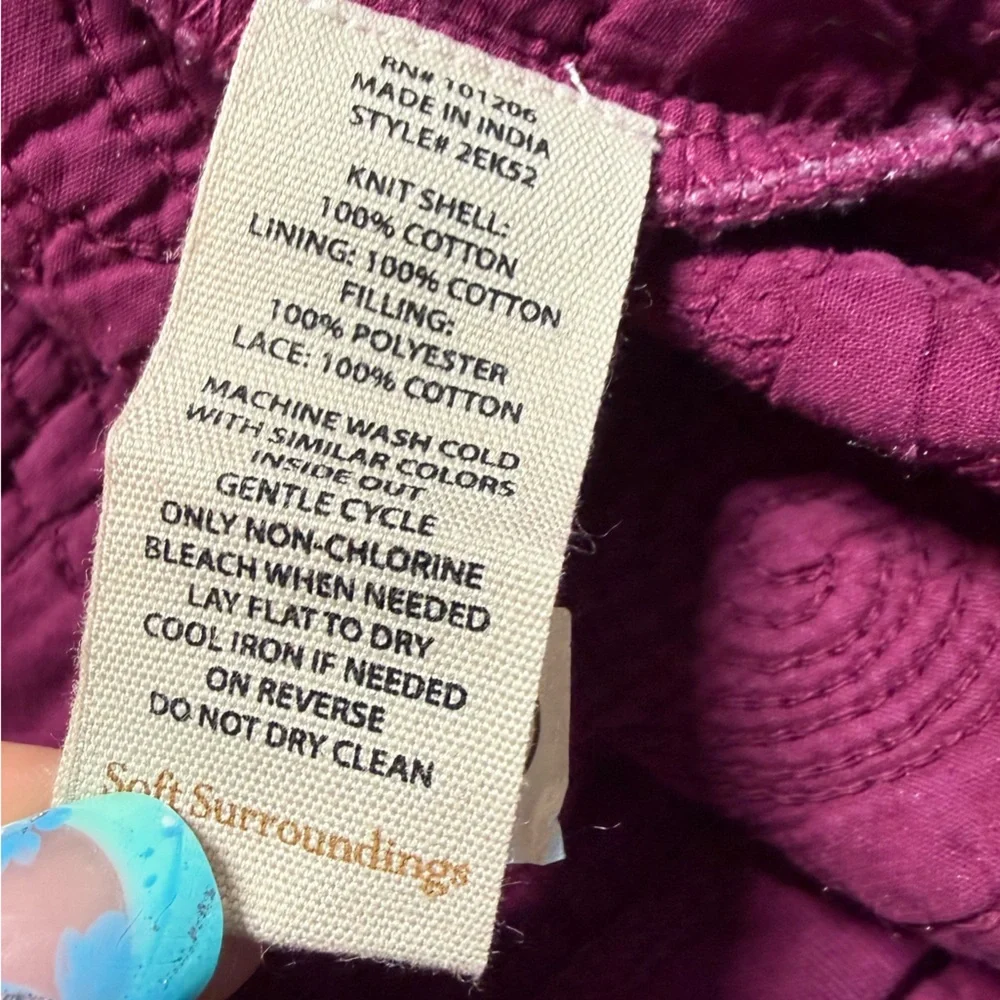 RN# 101206
MADE IN INDIA
STYLE# 2EK52
KNIT SHELL:
100% COTTON
LINING: 100% COTTON
FILLING:
100% POLYESTER
LACE: 100% COTTON
MACHINE WASH COLD
WITH SIMILAR COLORS
INSIDE OUT
GENTLE CYCLE
ONLY NON-CHLORINE
BLEACH WHEN NEEDED
LAY FLAT TO DRY
COOL IRON IF NEEDED
ON REVERSE
DO NOT DRY CLEAN
Soft Surroundings